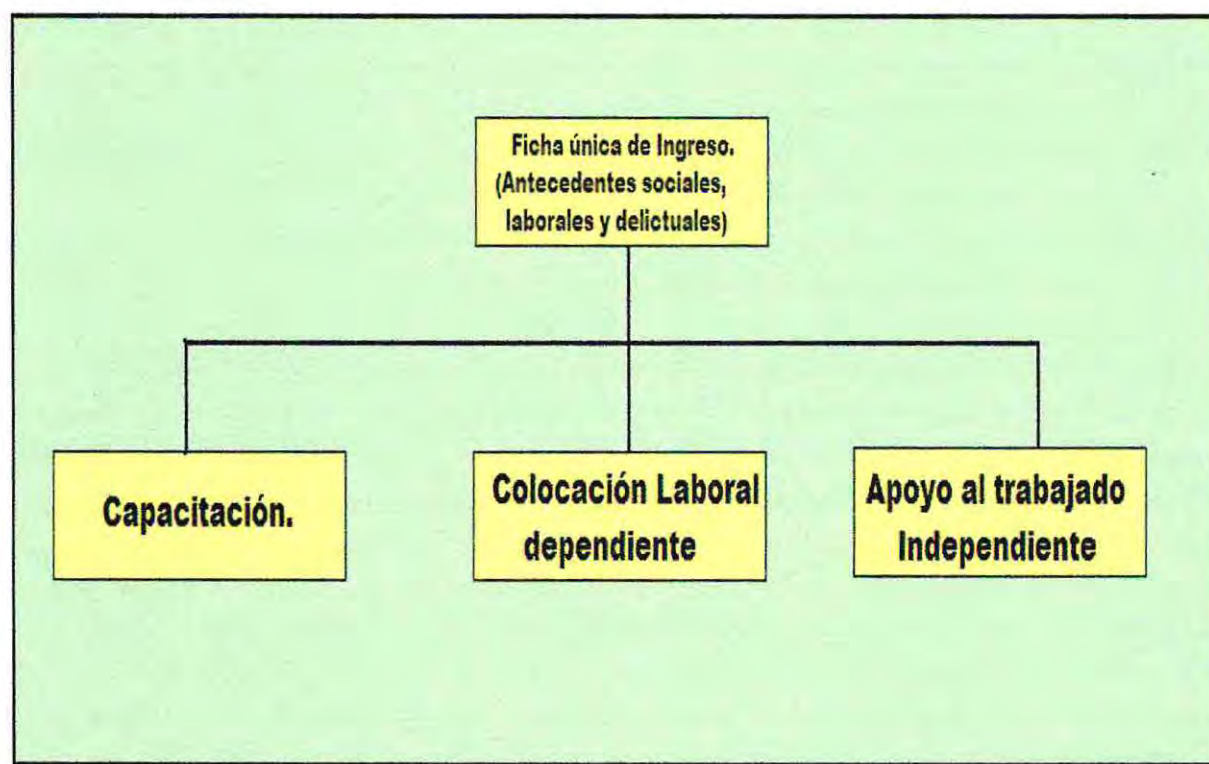 Ficha única de Ingreso.
(Antecedentes sociales,
laborales y delictuales)
Capacitación.
Colocación Laboral
dependiente
Apoyo al trabajado
Independiente